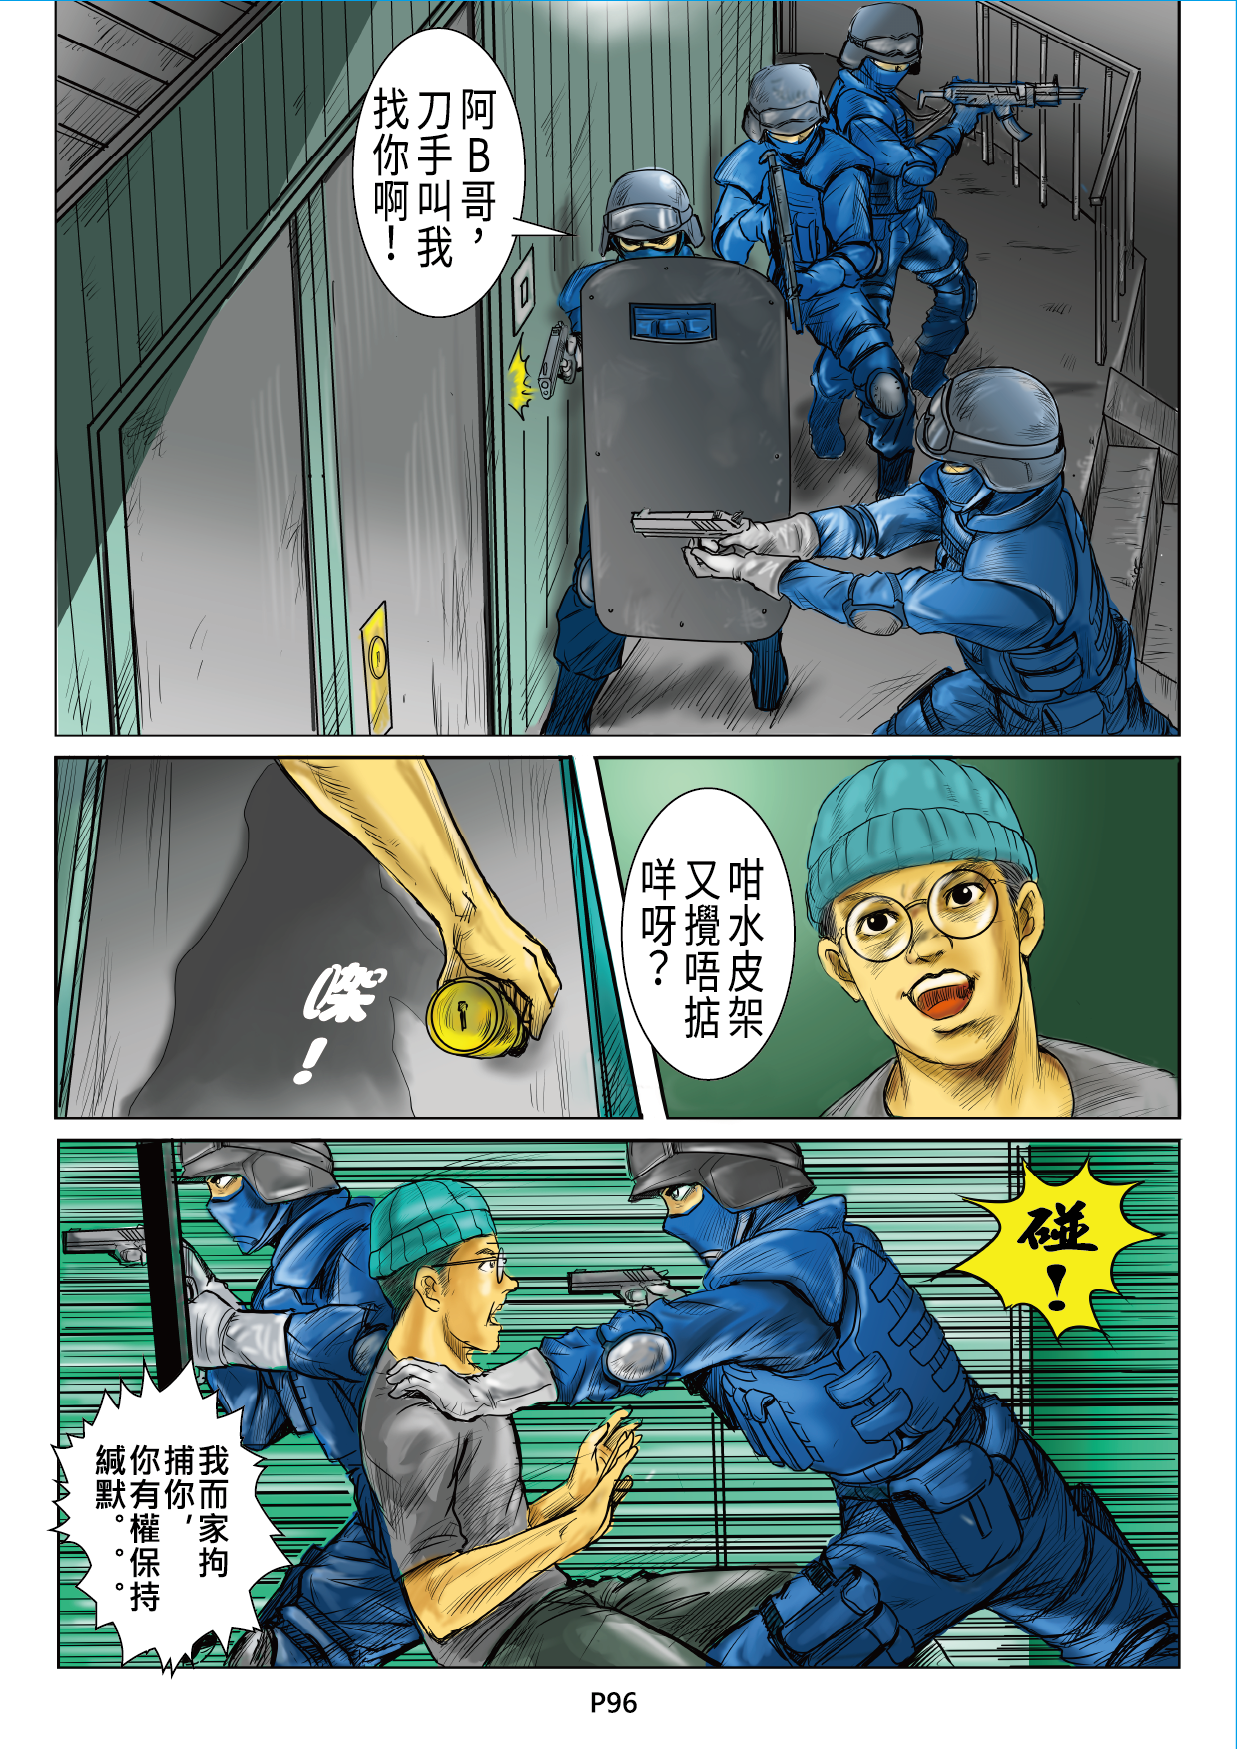 阿Ｂ哥，
刀手叫我
找你啊！
咁水皮架
又攪唔掂
咩呀？
㗎
！
碰
！
我而家拘
捕你，
你有權保持
緘默。。。
P96